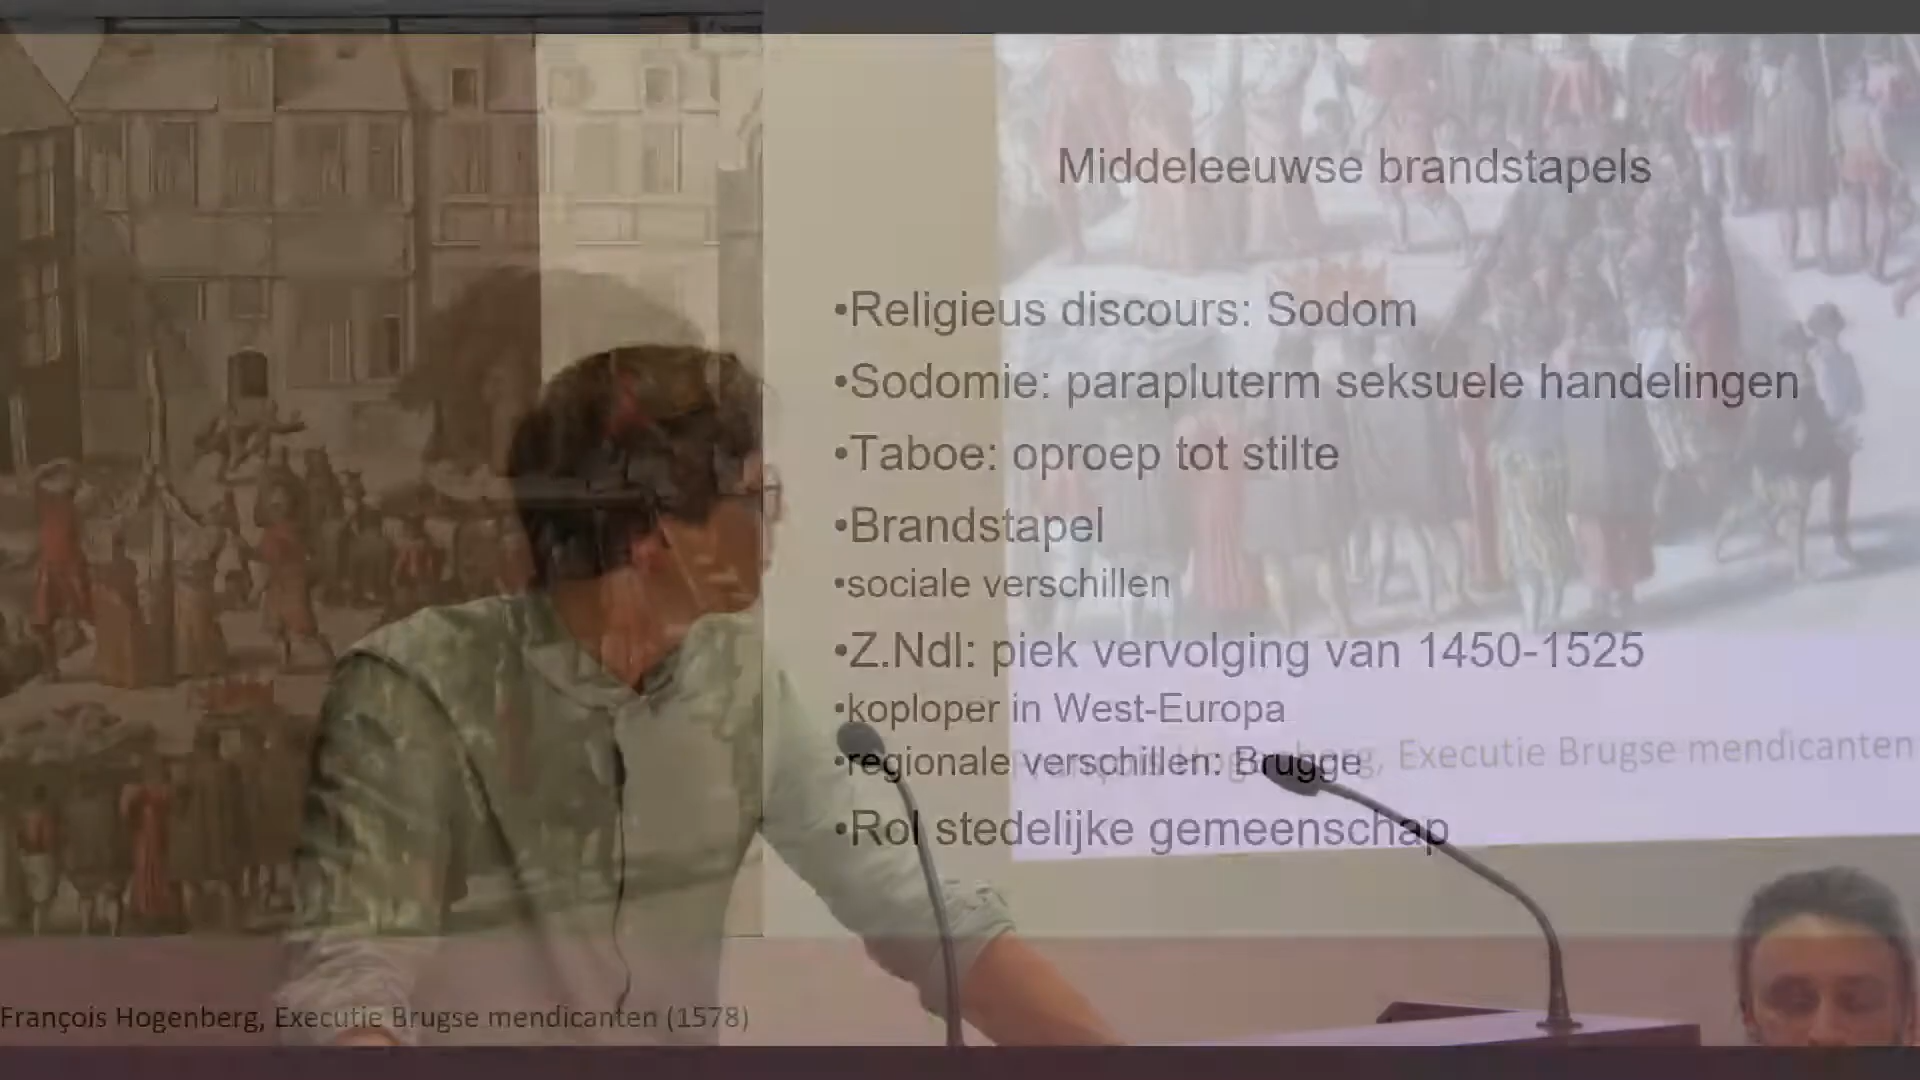 Middeleeuwse brandstapels
•Religieus discours: Sodom
•Sodomie: parapluterm seksuele handelingen
•Taboe: oproep tot stilte
•Brandstapel
•sociale verschillen
•Z.Ndl: piek vervolging van 1450-1525
•koploper in West-Europa
•regionale verschillen: Brugge
•Rol stedelijke gemeenschap
Hogenberg, Executie Brugse mendicanten
François Hogenberg, Executie Brugse mendicanten (1578)